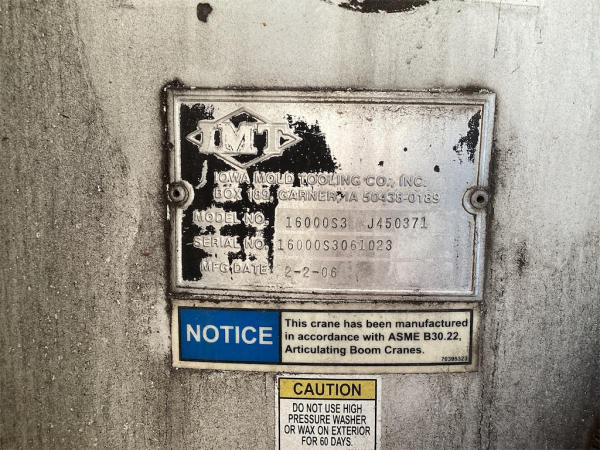 IMT
IOWA MOLD TOOLING CO., INC.
BOX 189, GARNER, IA 50438-0189
MODEL NO. 16000S3 J450371
SERIAL NO. 16000S3061023
MFG DATE 2-2-06
NOTICE
This crane has been manufactured
in accordance with ASME B30.22,
Articulating Boom Cranes.
70395323
CAUTION
DO NOT USE HIGH
PRESSURE WASHER
OR WAX ON EXTERIOR
FOR 60 DAYS.